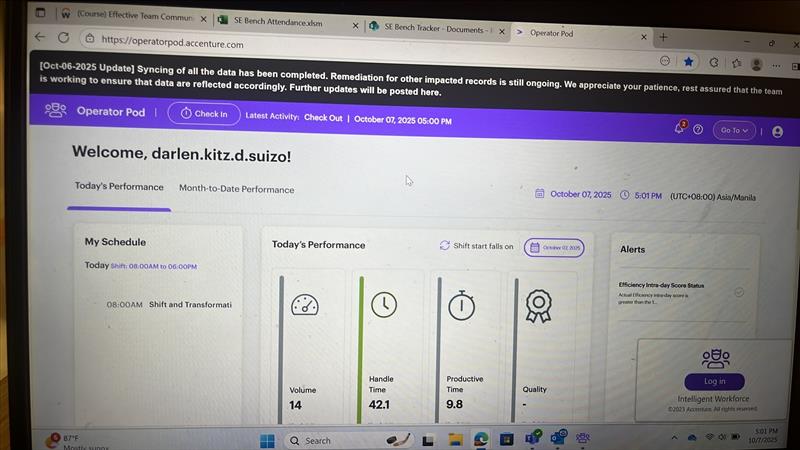 (Course) Effective Team Commun
SE Bench Attendance.xlsm
SE Bench Tracker - Documents -
Operator Pod
https://operatorpod.accenture.com
[Oct-06-2025 Update] Syncing of all the data has been completed. Remediation for other impacted records is still ongoing. We appreciate your patience, rest assured that the team
is working to ensure that data are reflected accordingly. Further updates will be posted here.
Operator Pod | Check In Latest Activity: Check Out | October 07, 2025 05:00 PM
2
Go To
Welcome, darlen.kitz.d.suizo!
Today's Performance Month-to-Date Performance
October 07, 2025 5:01 PM (UTC+08:00) Asia/Manila
My Schedule
Today Shift: 08:00AM to 06:00PM
08:00AM Shift and Transformati
Today's Performance
Shift start falls on October 07, 2025
Volume
14
Handle
Time
42.1
Productive
Time
9.8
Quality
-
Alerts
Efficiency Intra-day Score Status
Actual Efficiency intra-day score is
greater than the t...
Log in
Intelligent Workforce
©2023 Accenture. All rights reserved.
87°F
Mostly sunny
Search
5:01 PM
10/7/2025